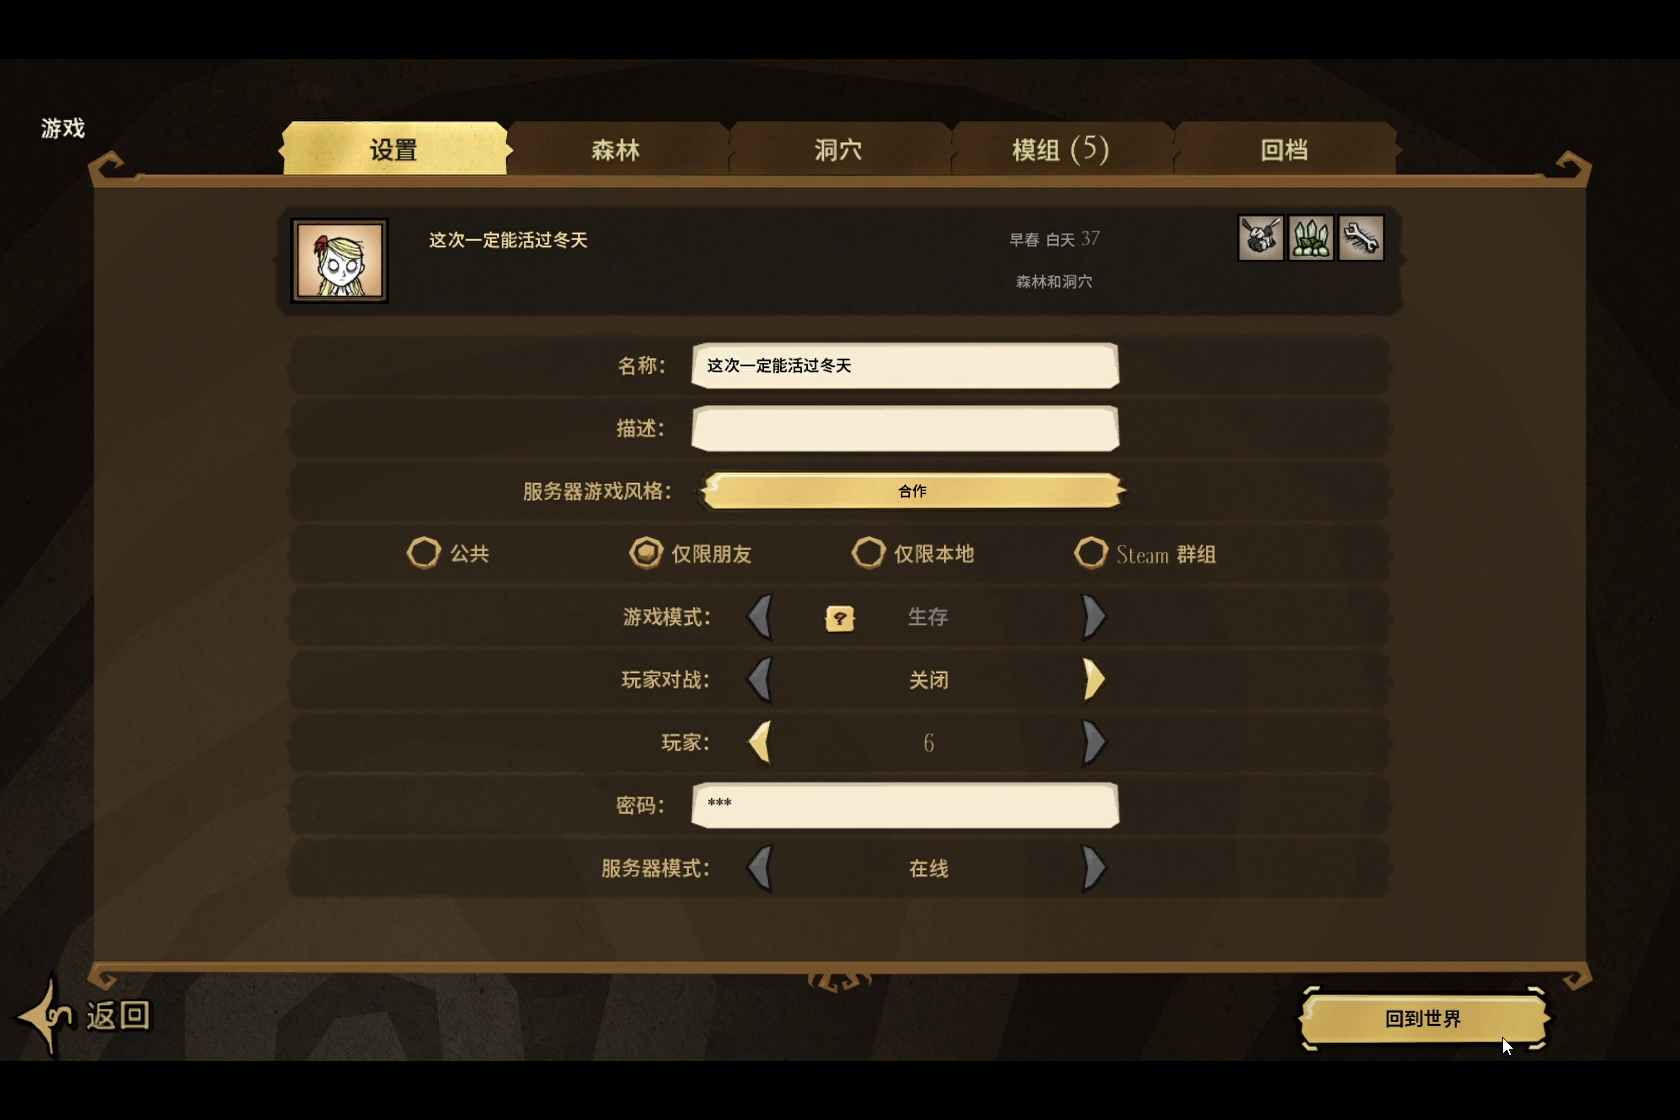 游戏
设置
森林
洞穴
模组 (5)
回档
这次一定能活过冬天
早春 白天 37
森林和洞穴
名称：
这次一定能活过冬天
描述：
服务器游戏风格：
合作
公共
仅限朋友
仅限本地
Steam 群组
游戏模式：
?
生存
玩家对战：
关闭
玩家：
6
密码：
***
服务器模式：
在线
返回
回到世界